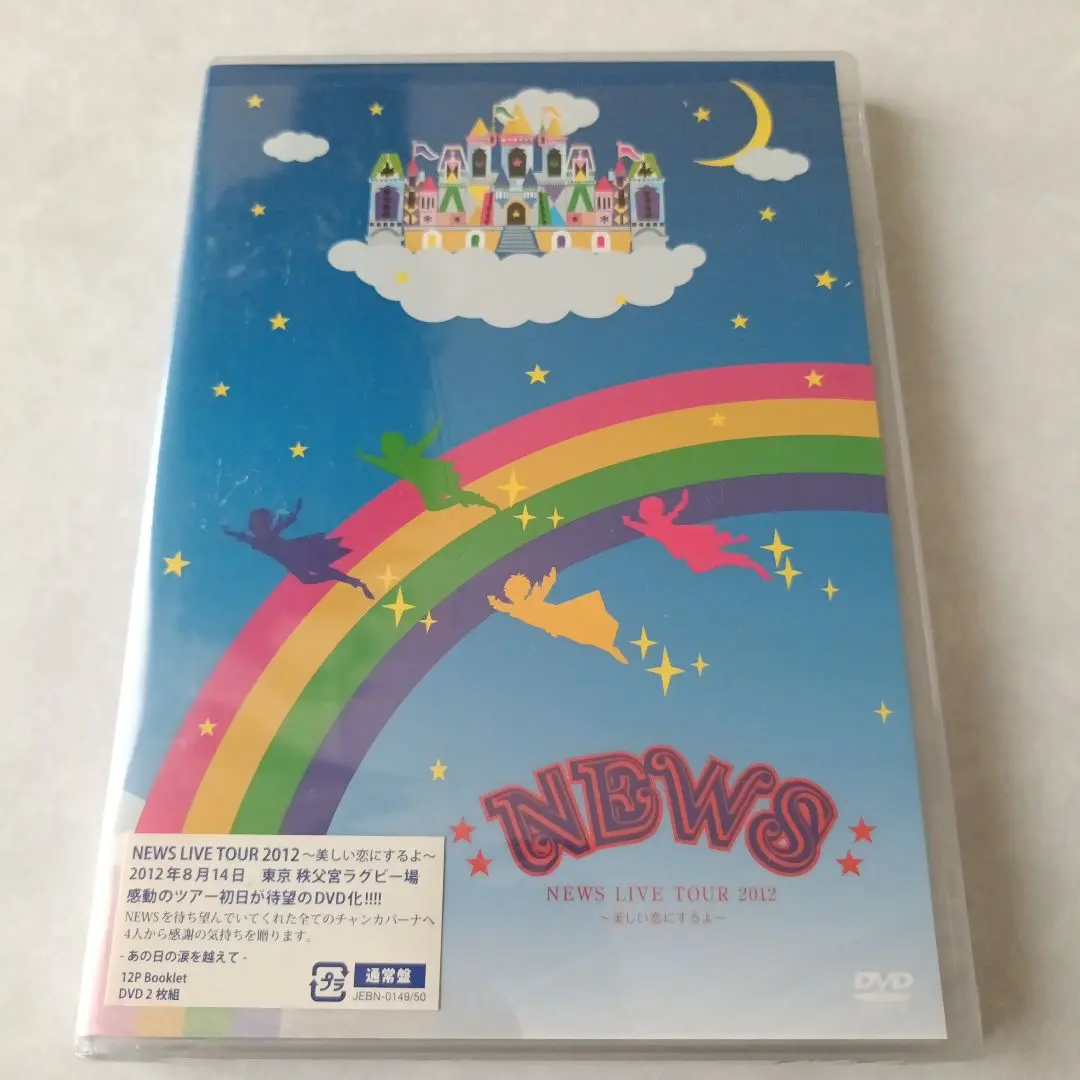 NEWS
NEWS LIVE TOUR 2012
～美しい恋にするよ～
NEWS LIVE TOUR 2012 ～美しい恋にするよ～
2012年8月14日 東京 秩父宮ラグビー場
感動のツアー初日が待望のDVD化!!!!
NEWSを待ち望んでいてくれた全てのチャンカパーナへ
4人から感謝の気持ちを贈ります。
- あの日の涙を越えて -
12P Booklet
DVD 2 枚組
プラ
通常盤
JEBN-0149/50
DVD